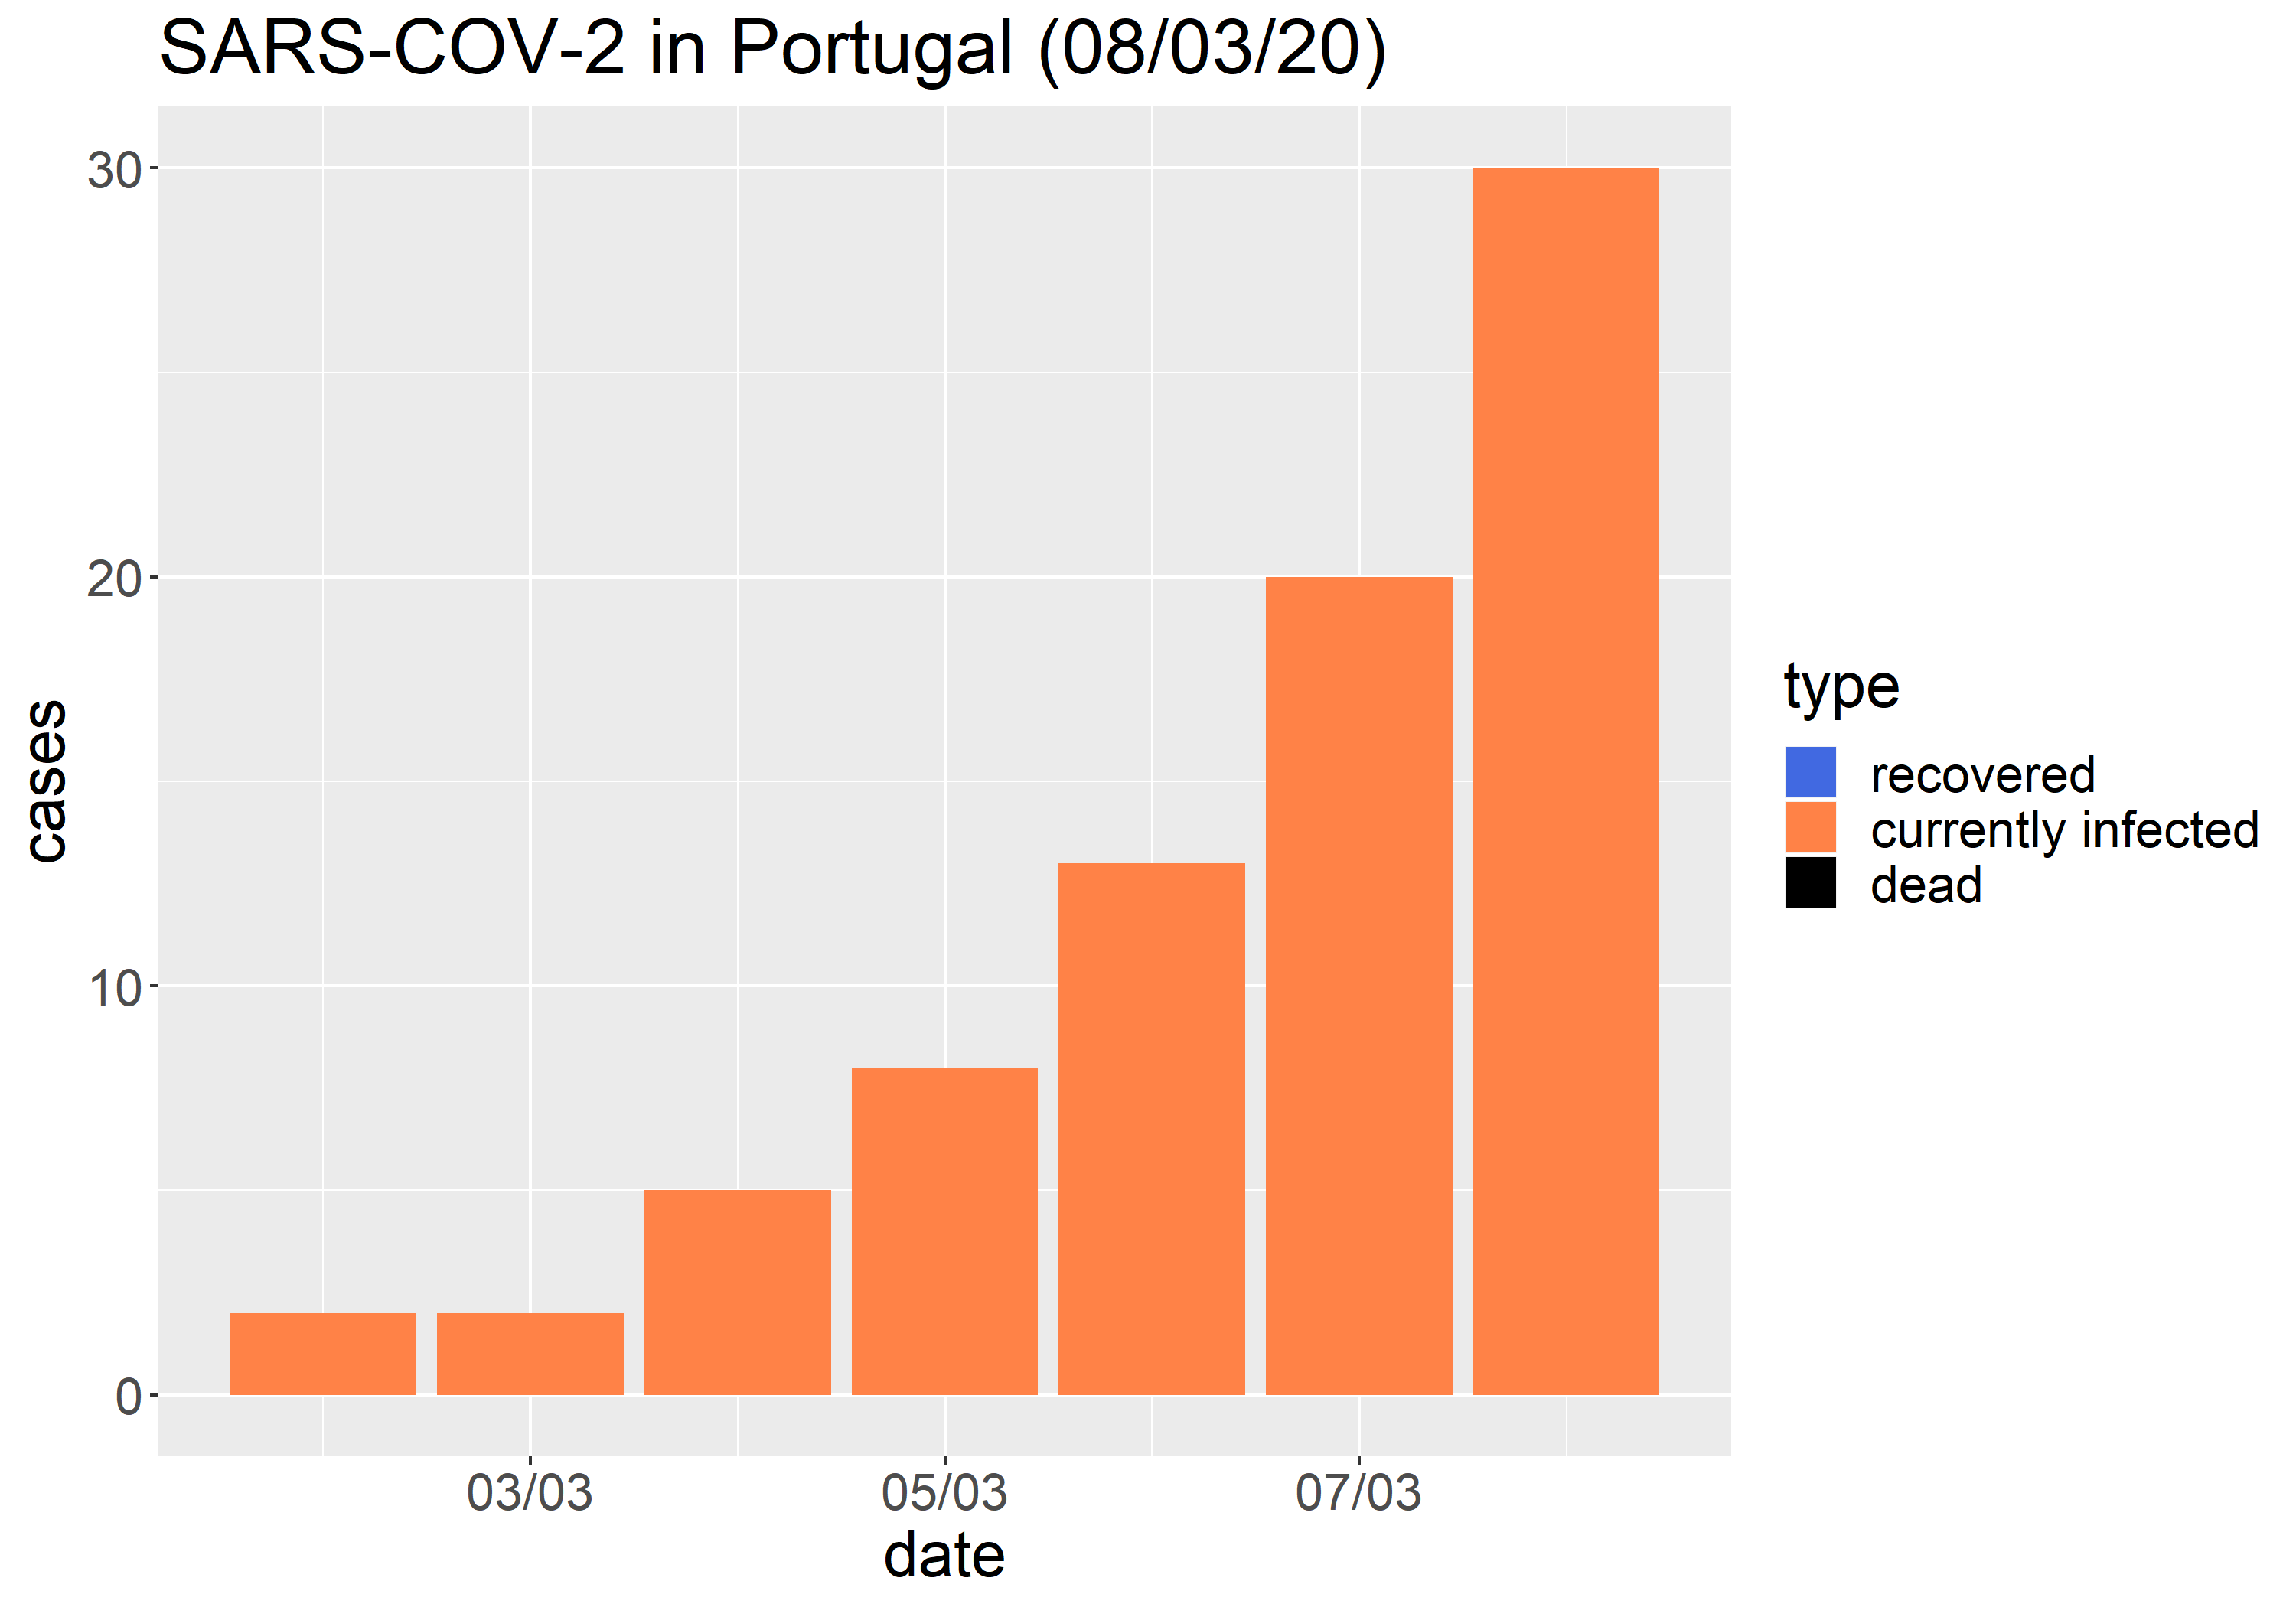 SARS-COV-2 in Portugal (08/03/20)
30
20
10
0
cases
03/03 05/03 07/03
date
type
recovered
currently infected
dead